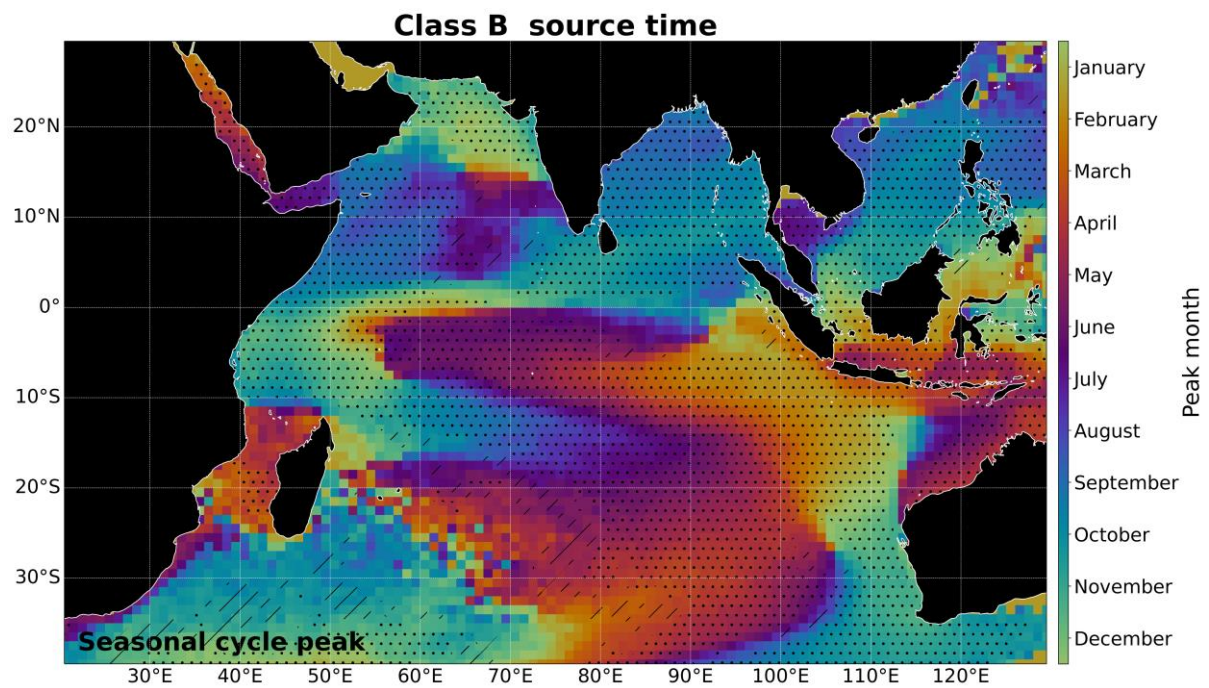 Class B source time
20°N
10°N
0°
10°S
20°S
30°S
Seasonal cycle peak
30°E
40°E
50°E
60°E
70°E
80°E
90°E
100°E
110°E
120°E
January
February
March
April
May
June
July
August
September
October
November
December
Peak month